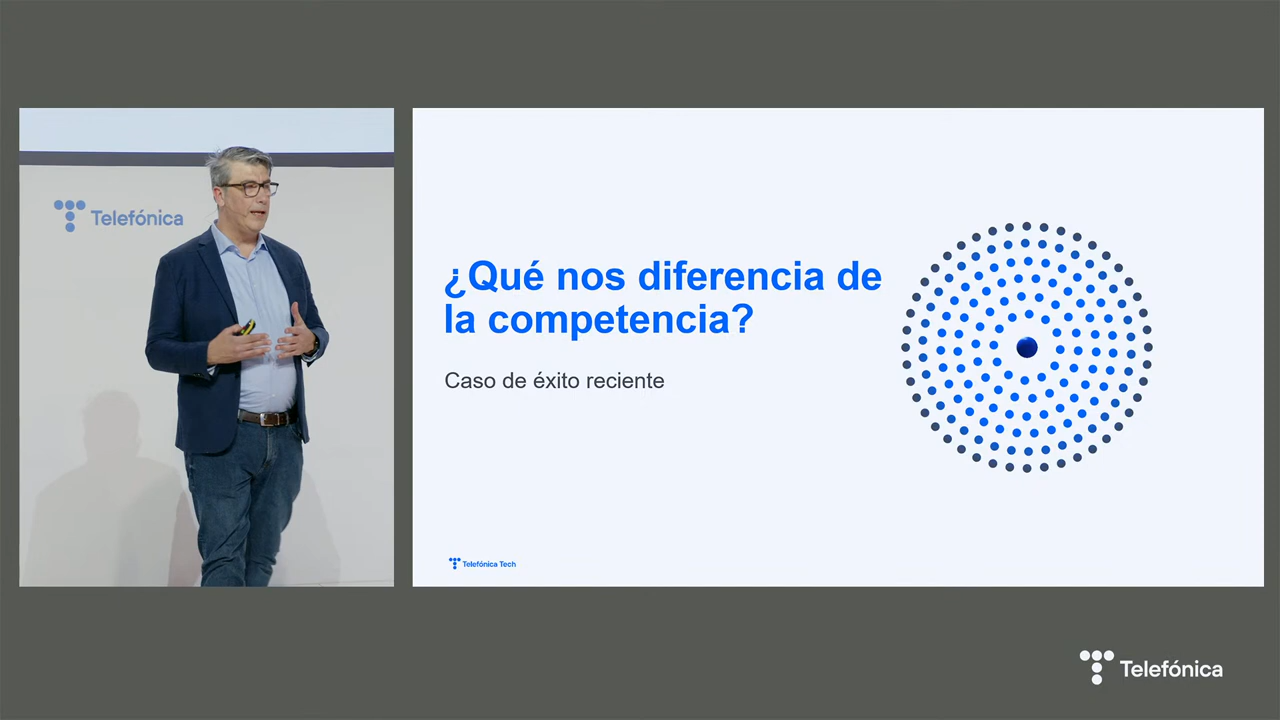 Telefónica
¿Qué nos diferencia de
la competencia?
Caso de éxito reciente
Telefónica Tech
Telefónica